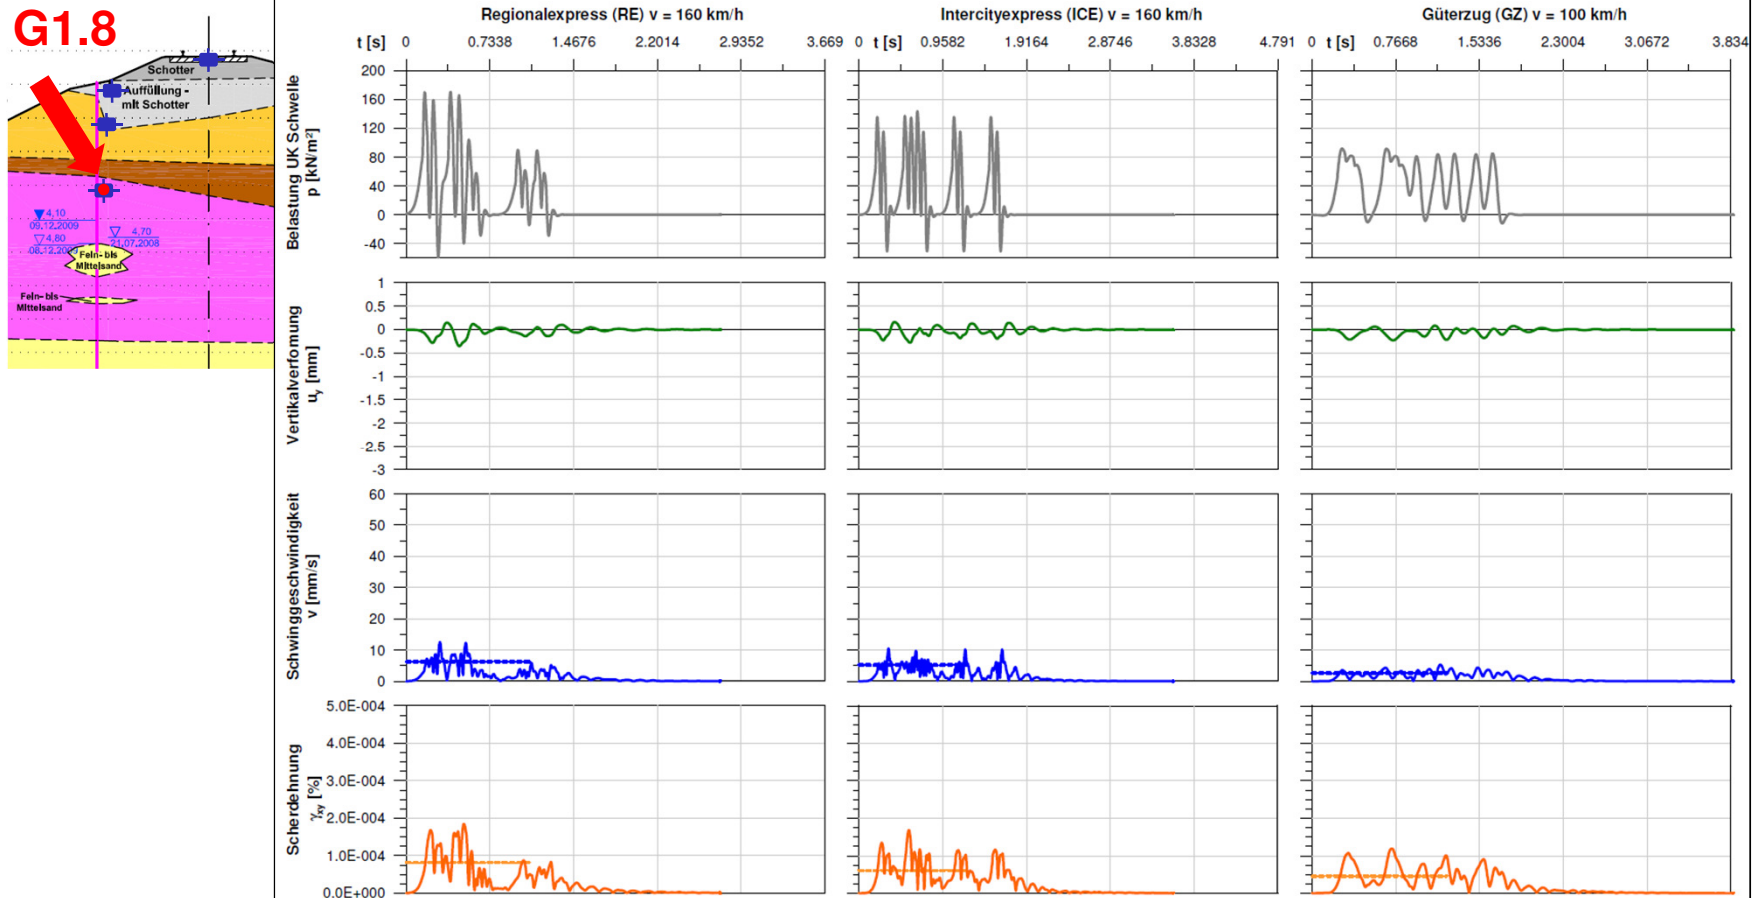 G1.8
Schotter
Auffüllung -
mit Schotter
4,10
09.12.2009
4,80
08.12.2009
4,70
21.07.2008
Fein- bis
Mittelsand
Fein- bis
Mittelsand
Regionalexpress (RE) v = 160 km/h
Intercityexpress (ICE) v = 160 km/h
Güterzug (GZ) v = 100 km/h
t [s] 0 0.7338 1.4676 2.2014 2.9352 3.669
0 t [s] 0.9582 1.9164 2.8746 3.8328 4.791
0 t [s] 0.7668 1.5336 2.3004 3.0672 3.834
Belastung UK Schwelle
p [kN/m²]
200
160
120
80
40
0
-40
Vertikalverformung
u_y [mm]
1
0.5
0
-0.5
-1
-1.5
-2
-2.5
-3
Schwinggeschwindigkeit
v [mm/s]
60
50
40
30
20
10
0
Scherdehnung
γ_xy [%]
5.0E-004
4.0E-004
3.0E-004
2.0E-004
1.0E-004
0.0E+000